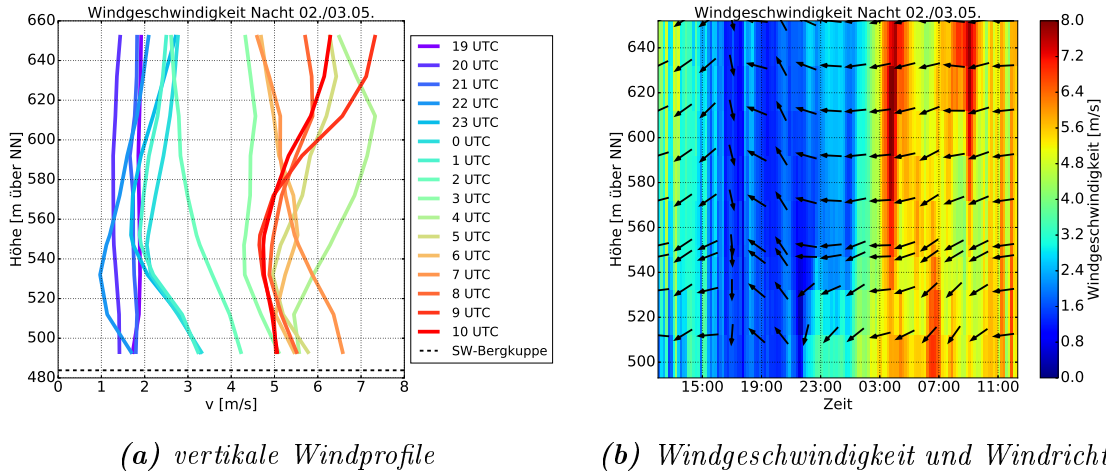 Windgeschwindigkeit Nacht 02./03.05.
Höhe [m über NN]
660
640
620
600
580
560
540
520
500
480
0 1 2 3 4 5 6 7 8
v [m/s]
19 UTC
20 UTC
21 UTC
22 UTC
23 UTC
0 UTC
1 UTC
2 UTC
3 UTC
4 UTC
5 UTC
6 UTC
7 UTC
8 UTC
9 UTC
10 UTC
SW-Bergkuppe
(a) vertikale Windprofile
Windgeschwindigkeit Nacht 02./03.05.
Höhe [m über NN]
640
620
600
580
560
540
520
500
15:00 19:00 23:00 03:00 07:00 11:00
Zeit
8.0
7.2
6.4
5.6
4.8
4.0
3.2
2.4
1.6
0.8
0.0
Windgeschwindigkeit [m/s]
(b) Windgeschwindigkeit und Windricht